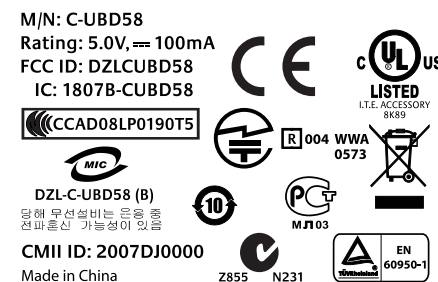 M/N: C-UBD58
Rating: 5.0V, ⎓ 100mA
FCC ID: DZLCUBD58
IC: 1807B-CUBD58
CCAD08LP0190T5
MIC
DZL-C-UBD58 (B)
당해 무선설비는 운용 중
전파혼신 가능성이 있음
CMII ID: 2007DJ0000
Made in China
CE
c UL US
LISTED
I.T.E. ACCESSORY
8K89
R 004 WWA
0573
10
PCT
МЛ03
Z855 N231
TÜVRheinland
EN
60950-1